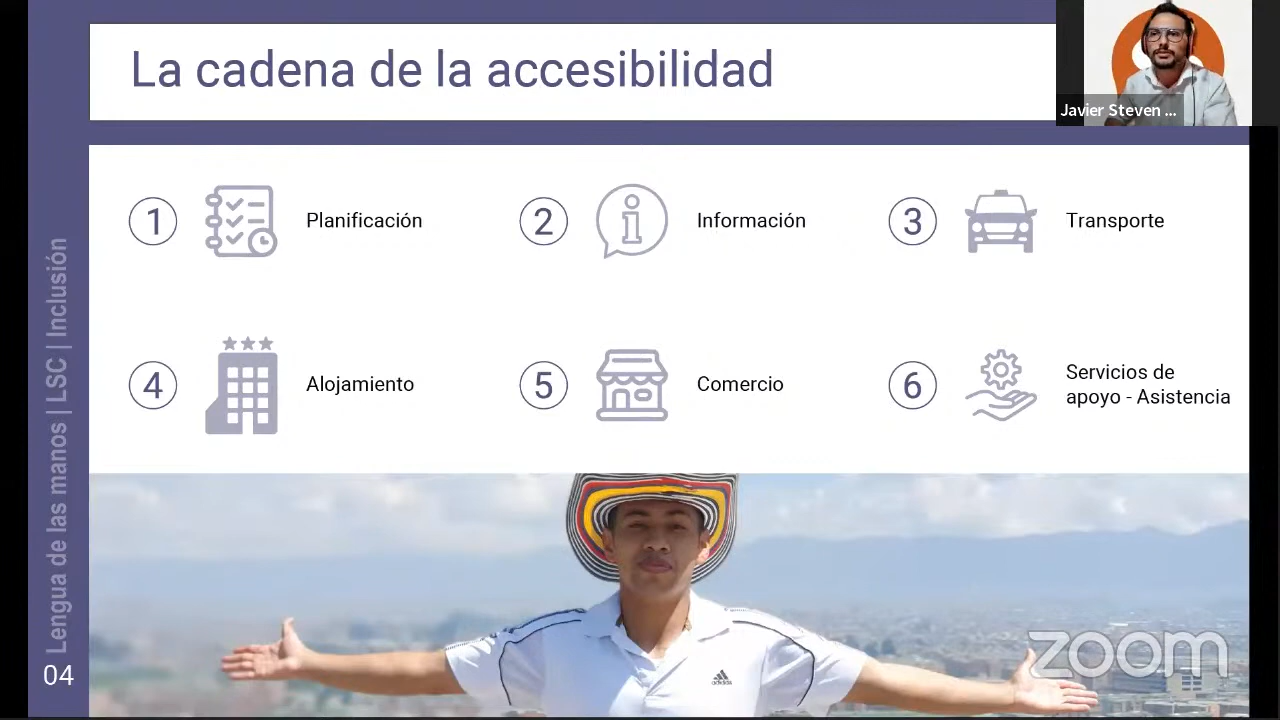 La cadena de la accesibilidad
Javier Steven ...
1 Planificación
2 Información
3 Transporte
4 Alojamiento
5 Comercio
6 Servicios de
apoyo - Asistencia
Lengua de las manos | LSC | Inclusión
04
adidas
zoom